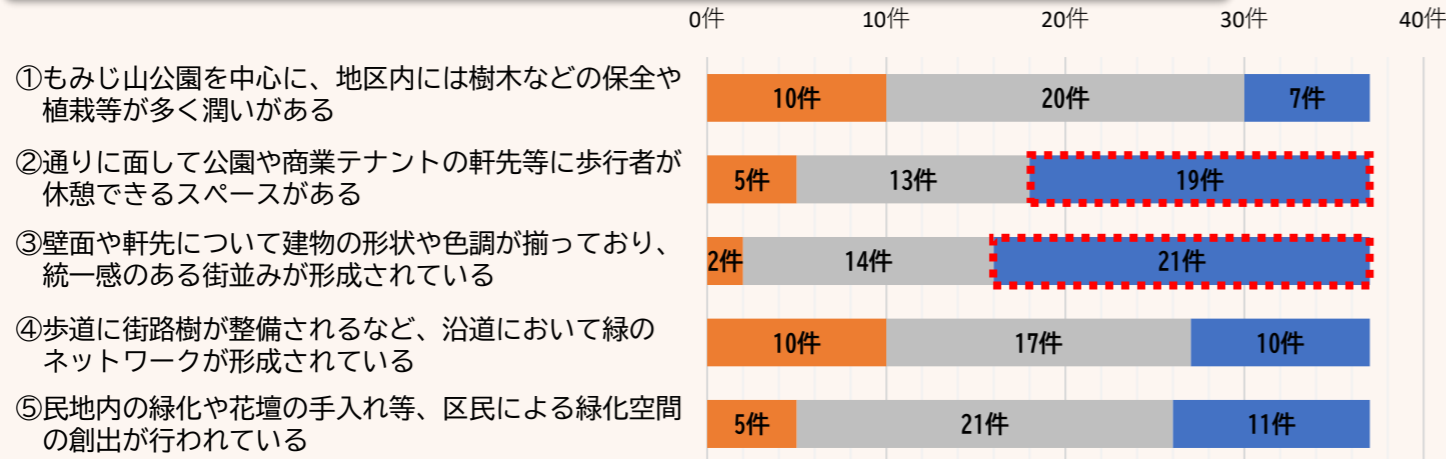 0件 10件 20件 30件 40件
①もみじ山公園を中心に、地区内には樹木などの保全や
植栽等が多く潤いがある
10件 20件 7件
②通りに面して公園や商業テナントの軒先等に歩行者が
休憩できるスペースがある
5件 13件 19件
③壁面や軒先について建物の形状や色調が揃っており、
統一感のある街並みが形成されている
2件 14件 21件
④歩道に街路樹が整備されるなど、沿道において緑の
ネットワークが形成されている
10件 17件 10件
⑤民地内の緑化や花壇の手入れ等、区民による緑化空間
の創出が行われている
5件 21件 11件